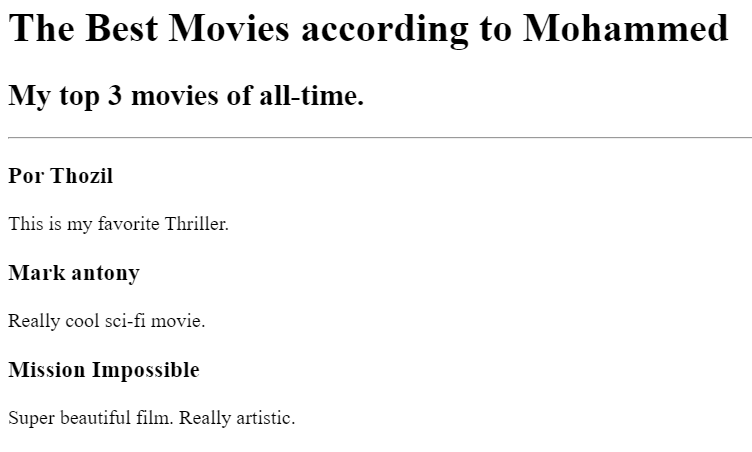 The Best Movies according to Mohammed
My top 3 movies of all-time.
Por Thozil
This is my favorite Thriller.
Mark antony
Really cool sci-fi movie.
Mission Impossible
Super beautiful film. Really artistic.